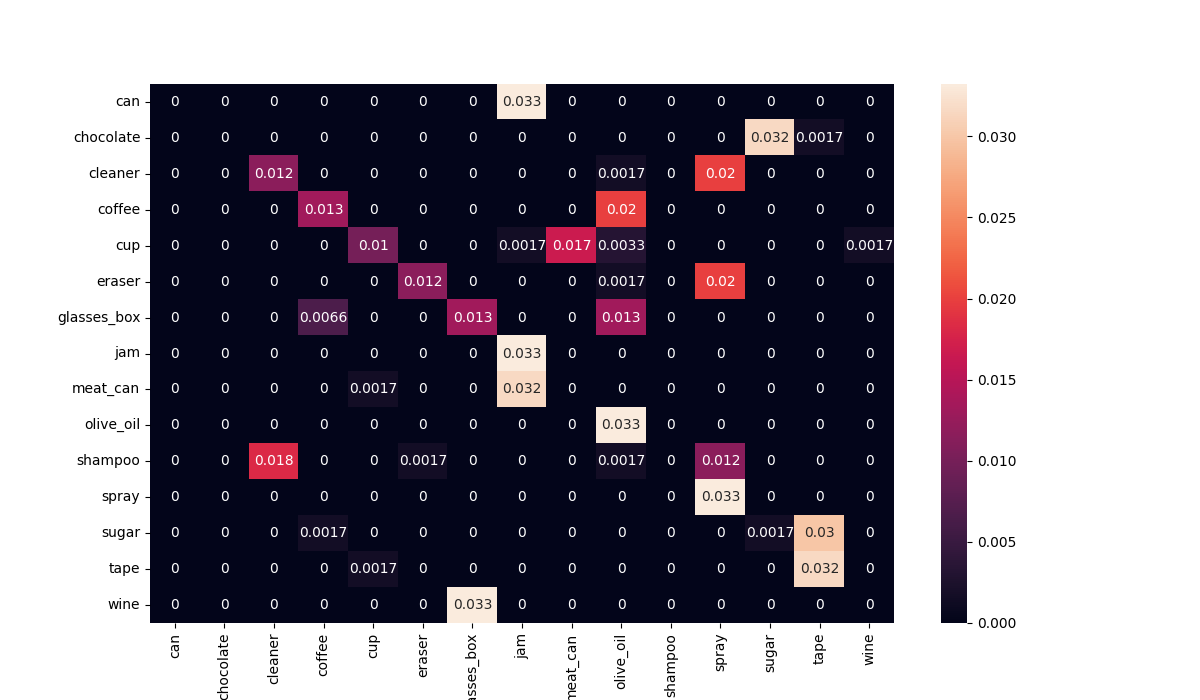 can 0 0 0 0 0 0 0 0.033 0 0 0 0 0 0 0
chocolate 0 0 0 0 0 0 0 0 0 0 0 0 0.032 0.0017 0
cleaner 0 0 0.012 0 0 0 0 0 0 0.0017 0 0.02 0 0 0
coffee 0 0 0 0.013 0 0 0 0 0 0.02 0 0 0 0 0
cup 0 0 0 0 0.01 0 0 0.0017 0.017 0.0033 0 0 0 0 0.0017
eraser 0 0 0 0 0 0.012 0 0 0 0.0017 0 0.02 0 0 0
glasses_box 0 0 0 0.0066 0 0 0.013 0 0 0.013 0 0 0 0 0
jam 0 0 0 0 0 0 0 0.033 0 0 0 0 0 0 0
meat_can 0 0 0 0 0.0017 0 0 0.032 0 0 0 0 0 0 0
olive_oil 0 0 0 0 0 0 0 0 0 0.033 0 0 0 0 0
shampoo 0 0 0.018 0 0 0.0017 0 0 0 0.0017 0 0.012 0 0 0
spray 0 0 0 0 0 0 0 0 0 0 0 0.033 0 0 0
sugar 0 0 0 0.0017 0 0 0 0 0 0 0 0 0.0017 0.03 0
tape 0 0 0 0 0.0017 0 0 0 0 0 0 0 0 0.032 0
wine 0 0 0 0 0 0 0.033 0 0 0 0 0 0 0 0
can
chocolate
cleaner
coffee
cup
eraser
asses_box
jam
meat_can
olive_oil
shampoo
spray
sugar
tape
wine
0.030
0.025
0.020
0.015
0.010
0.005
0.000